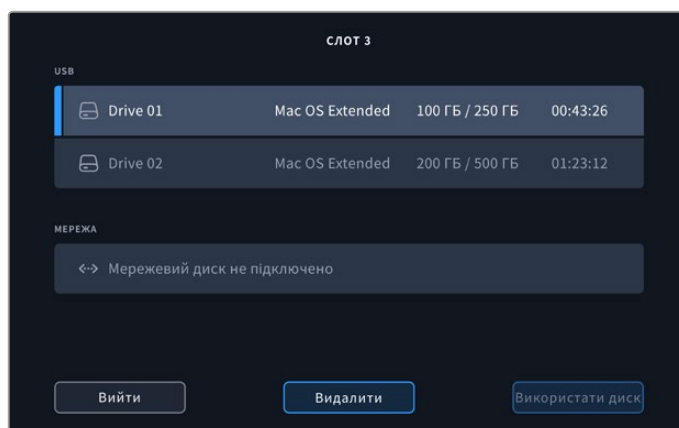 СЛОТ 3
USB
Drive 01 Mac OS Extended 100 ГБ / 250 ГБ 00:43:26
Drive 02 Mac OS Extended 200 ГБ / 500 ГБ 01:23:12
МЕРЕЖА
Мережевий диск не підключено
Вийти Видалити Використати диск